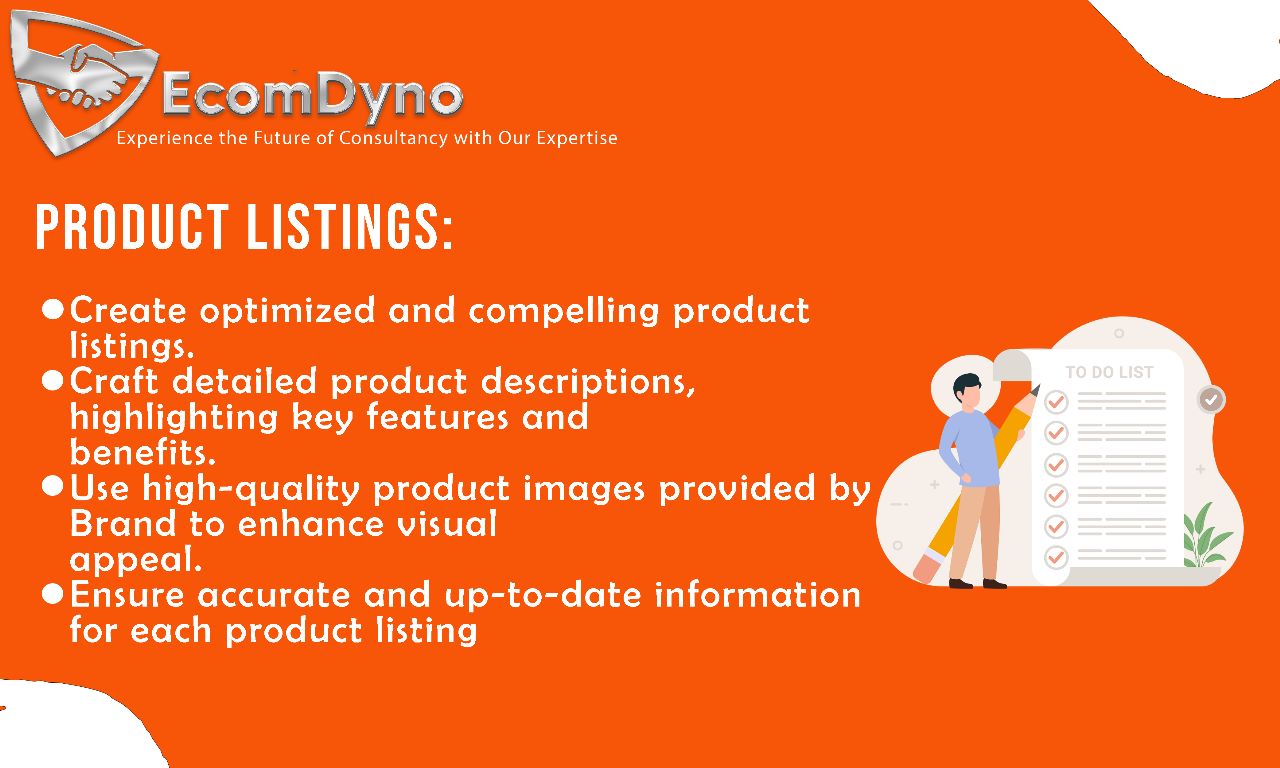 EcomDyno
Experience the Future of Consultancy with Our Expertise
PRODUCT LISTINGS:
●Create optimized and compelling product
listings.
●Craft detailed product descriptions,
highlighting key features and
benefits.
●Use high-quality product images provided by
Brand to enhance visual
appeal.
●Ensure accurate and up-to-date information
for each product listing
TO DO LIST